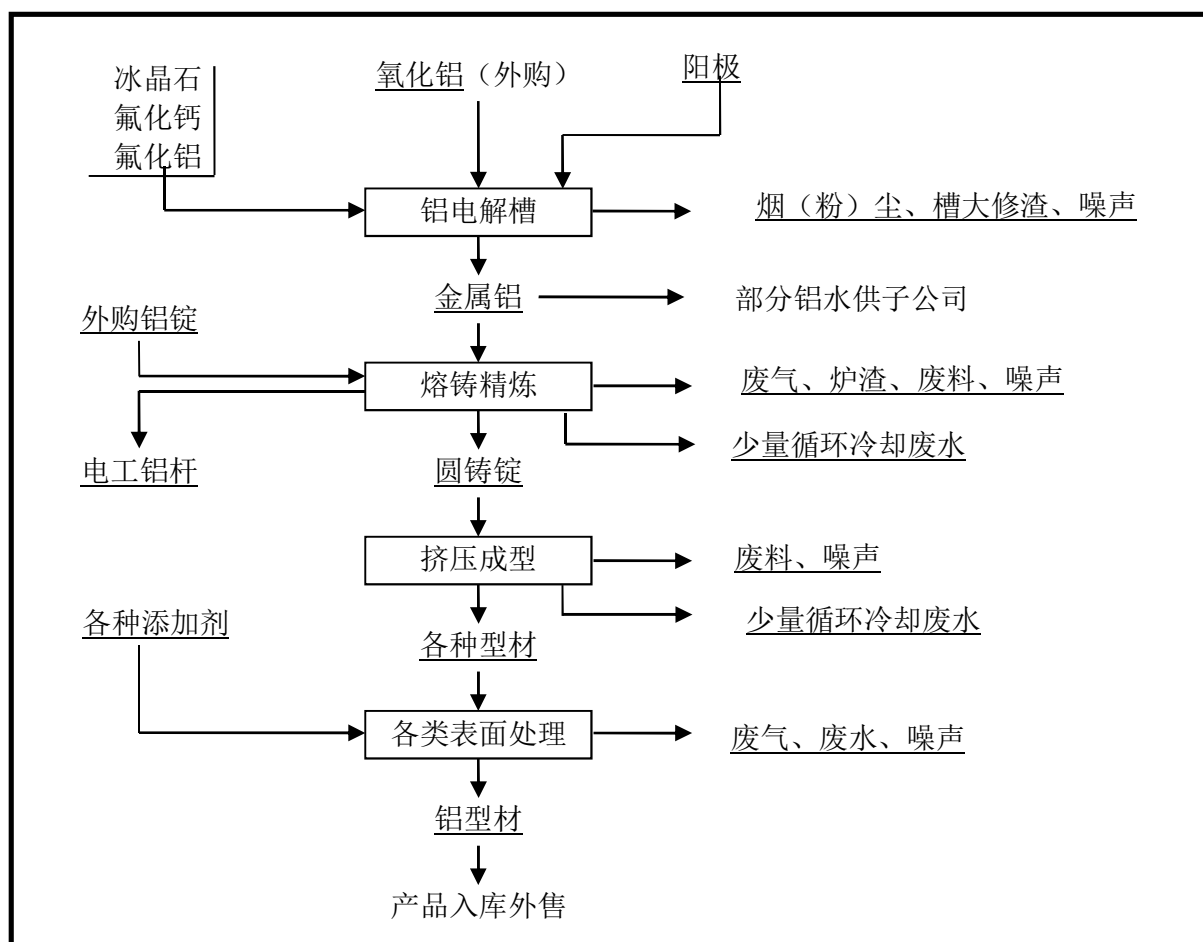 冰晶石
氟化钙
氟化铝
氧化铝（外购）
阳极
铝电解槽
烟（粉）尘、槽大修渣、噪声
金属铝
部分铝水供子公司
外购铝锭
熔铸精炼
废气、炉渣、废料、噪声
少量循环冷却废水
电工铝杆
圆铸锭
挤压成型
废料、噪声
少量循环冷却废水
各种添加剂
各种型材
各类表面处理
废气、废水、噪声
铝型材
产品入库外售